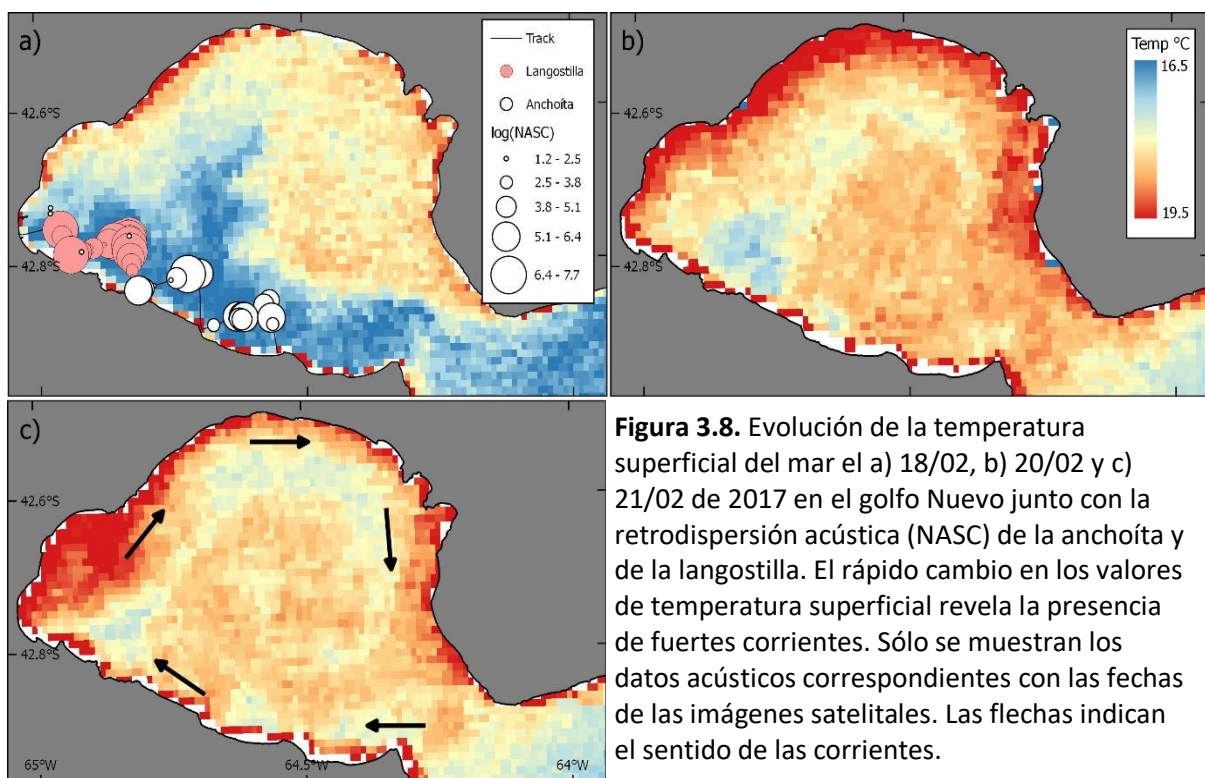 a)
Track
Langostilla
Anchoíta
log(NASC)
1.2 - 2.5
2.5 - 3.8
3.8 - 5.1
5.1 - 6.4
6.4 - 7.7
42.6°S
42.8°S
b)
Temp °C
16.5
19.5
c)
42.6°S
42.8°S
65°W
64.5°W
64°W
Figura 3.8. Evolución de la temperatura
superficial del mar el a) 18/02, b) 20/02 y c)
21/02 de 2017 en el golfo Nuevo junto con la
retrodispersión acústica (NASC) de la anchoíta y
de la langostilla. El rápido cambio en los valores
de temperatura superficial revela la presencia
de fuertes corrientes. Sólo se muestran los
datos acústicos correspondientes con las fechas
de las imágenes satelitales. Las flechas indican
el sentido de las corrientes.